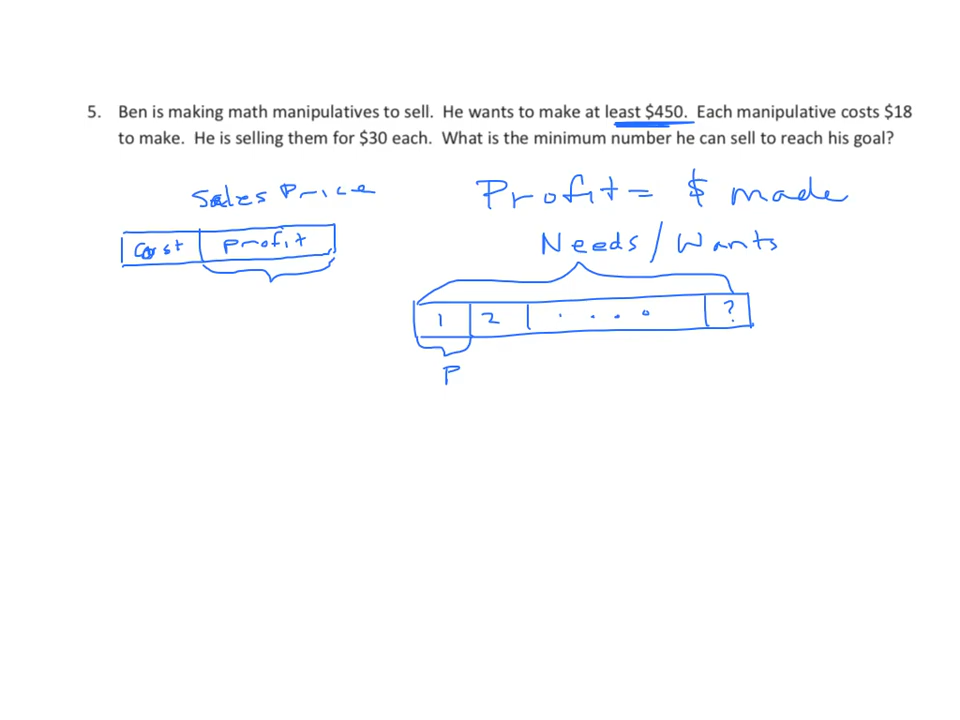 5. Ben is making math manipulatives to sell. He wants to make at least $450. Each manipulative costs $18
to make. He is selling them for $30 each. What is the minimum number he can sell to reach his goal?
Sales Price
Cost profit
Profit = $ made
Needs / Wants
1 2 . . . . ?
P